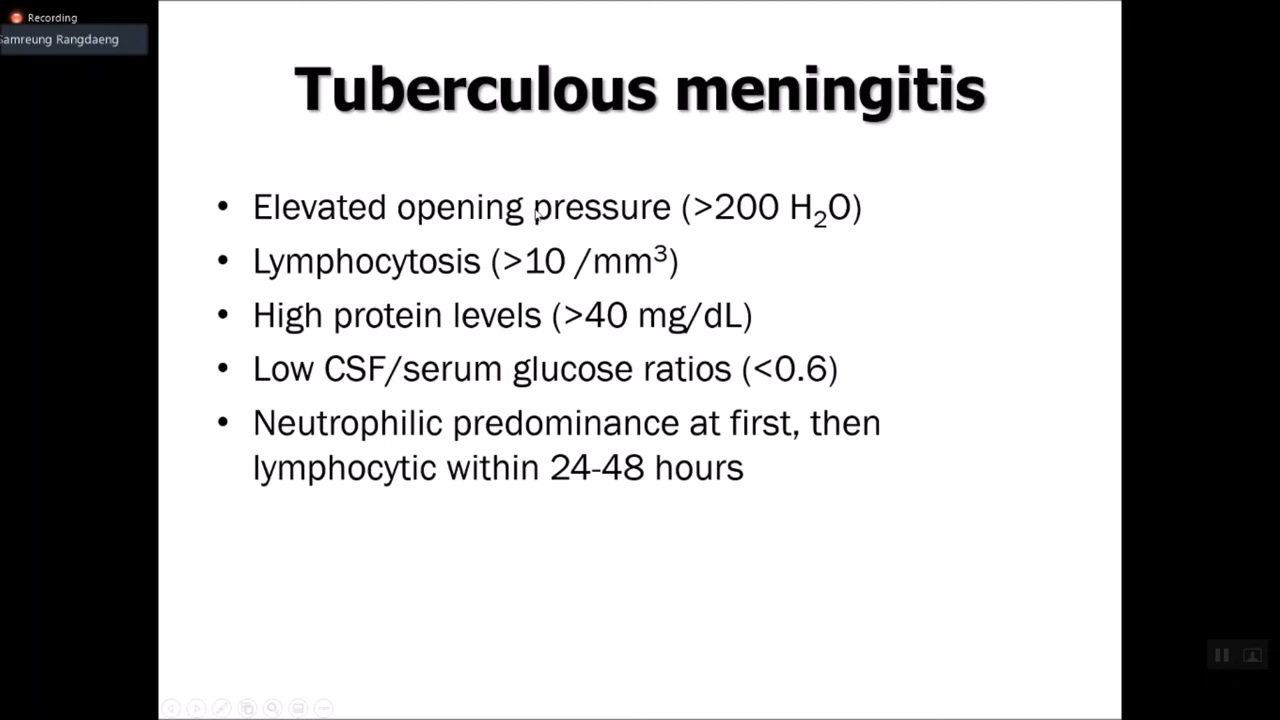 Recording
Samreung Rangdaeng
Tuberculous meningitis
• Elevated opening pressure (>200 H₂O)
• Lymphocytosis (>10 /mm³)
• High protein levels (>40 mg/dL)
• Low CSF/serum glucose ratios (<0.6)
• Neutrophilic predominance at first, then
lymphocytic within 24-48 hours